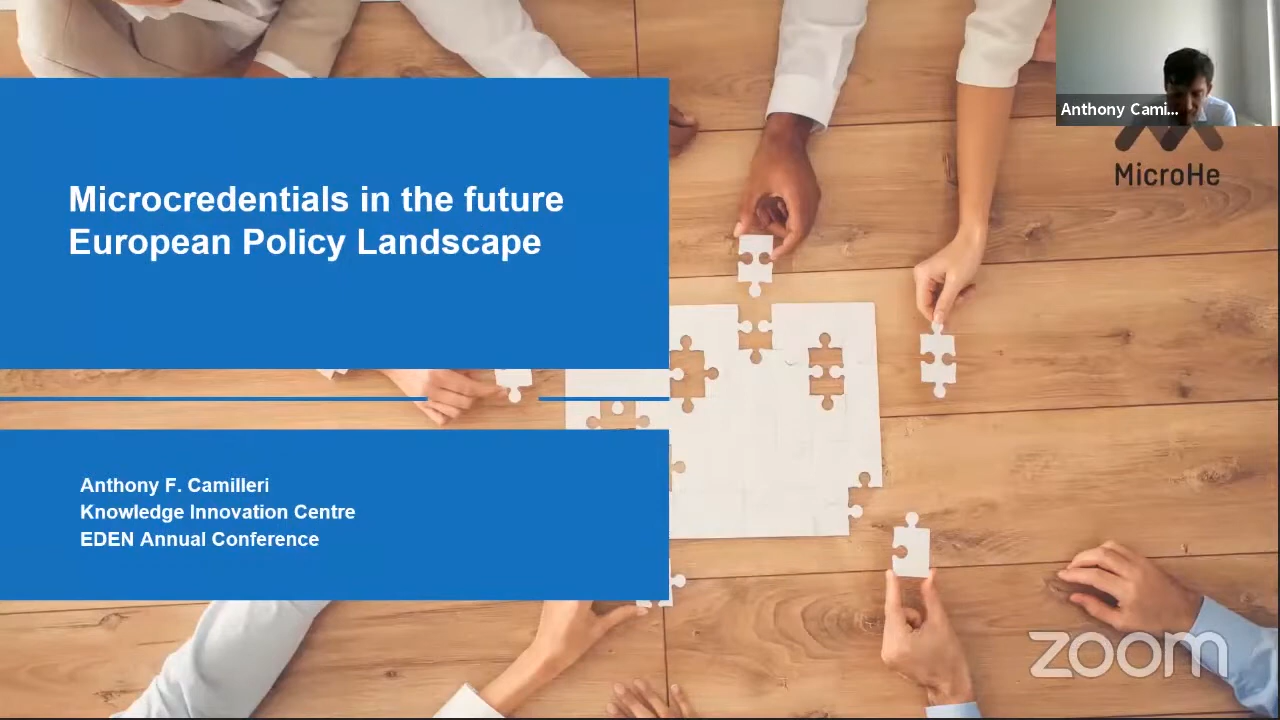 Microcredentials in the future
European Policy Landscape
Anthony F. Camilleri
Knowledge Innovation Centre
EDEN Annual Conference
Anthony Cami...
MicroHe
zoom